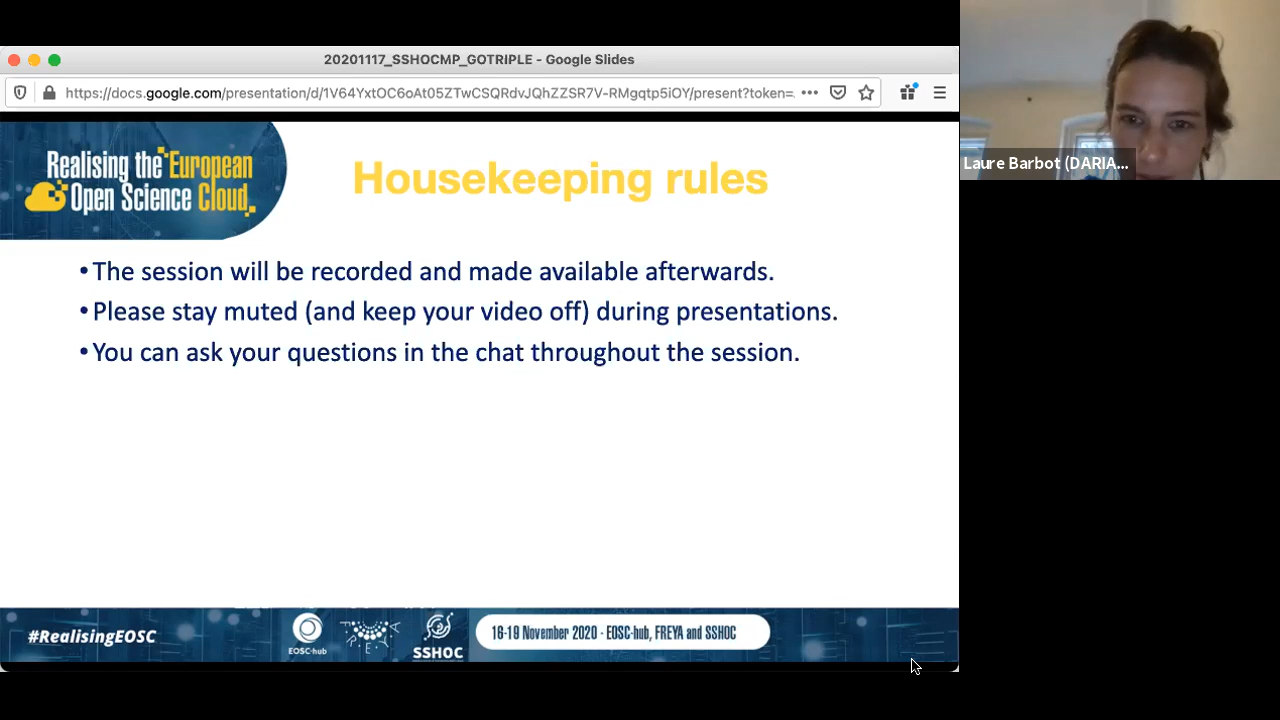 20201117_SSHOCMP_GOTRIPLE - Google Slides
https://docs.google.com/presentation/d/1V64YxtOC6oAt05ZTwCSQRdvJQhZZSR7V-RMgqtp5iOY/present?token=
Laure Barbot (DARIA...
Realising the European
Open Science Cloud
Housekeeping rules
•The session will be recorded and made available afterwards.
•Please stay muted (and keep your video off) during presentations.
•You can ask your questions in the chat throughout the session.
#RealisingEOSC
EOSC-hub
FREYA
SSHOC
16-19 November 2020 - EOSC-hub, FREYA and SSHOC